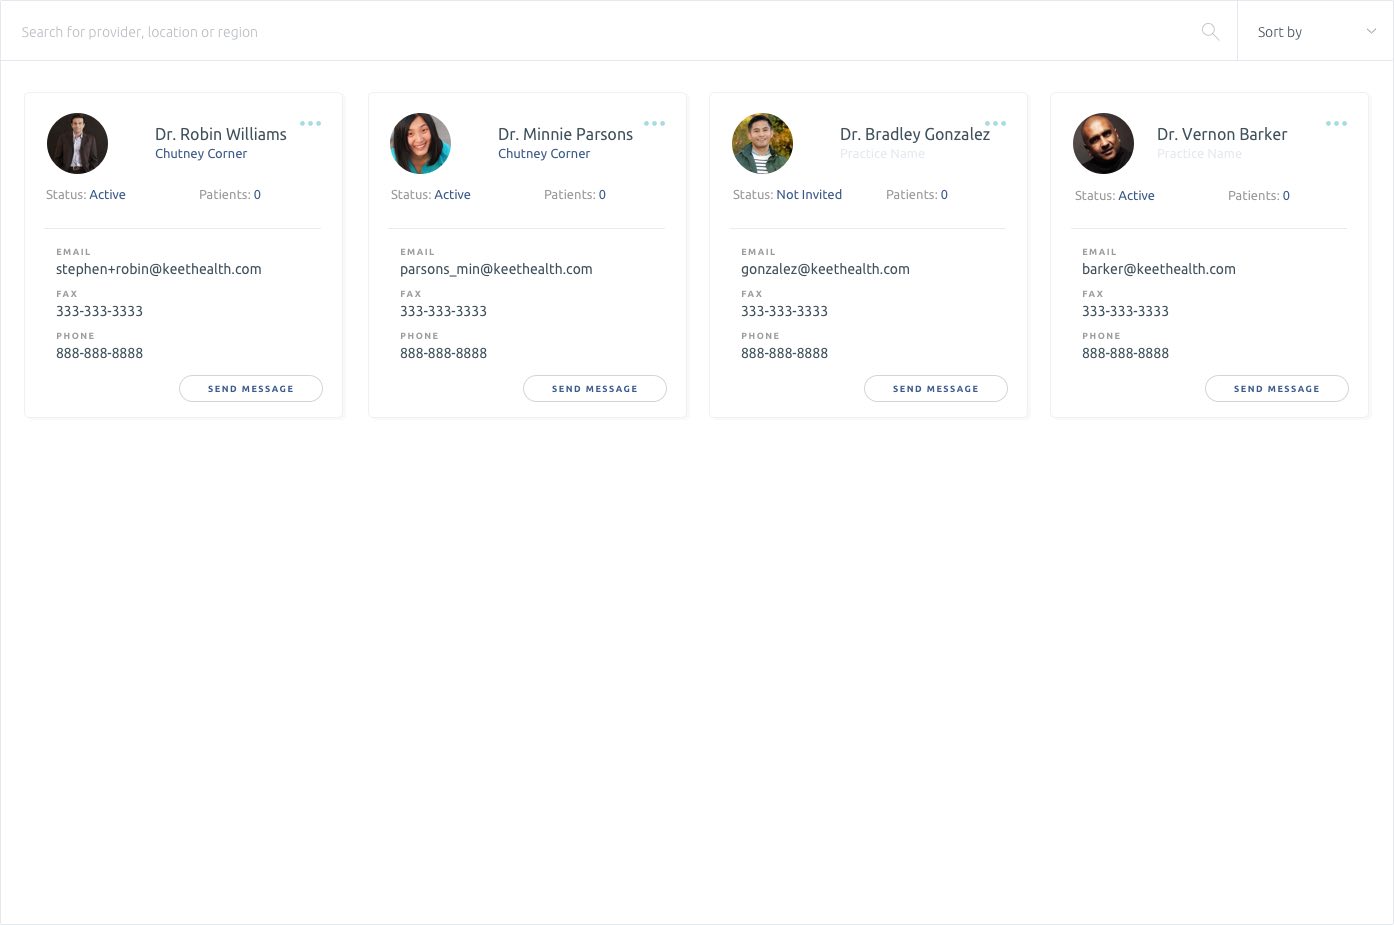 Search for provider, location or region
Sort by
Dr. Robin Williams
Chutney Corner
Status: Active
Patients: 0
EMAIL
stephen+robin@keethealth.com
FAX
333-333-3333
PHONE
888-888-8888
SEND MESSAGE
Dr. Minnie Parsons
Chutney Corner
Status: Active
Patients: 0
EMAIL
parsons_min@keethealth.com
FAX
333-333-3333
PHONE
888-888-8888
SEND MESSAGE
Dr. Bradley Gonzalez
Practice Name
Status: Not Invited
Patients: 0
EMAIL
gonzalez@keethealth.com
FAX
333-333-3333
PHONE
888-888-8888
SEND MESSAGE
Dr. Vernon Barker
Practice Name
Status: Active
Patients: 0
EMAIL
barker@keethealth.com
FAX
333-333-3333
PHONE
888-888-8888
SEND MESSAGE